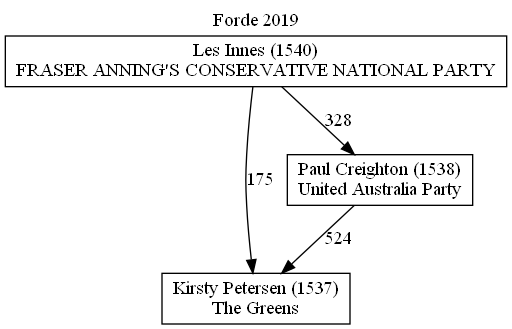 Forde 2019
Les Innes (1540)
FRASER ANNING'S CONSERVATIVE NATIONAL PARTY
328
Paul Creighton (1538)
United Australia Party
175
524
Kirsty Petersen (1537)
The Greens